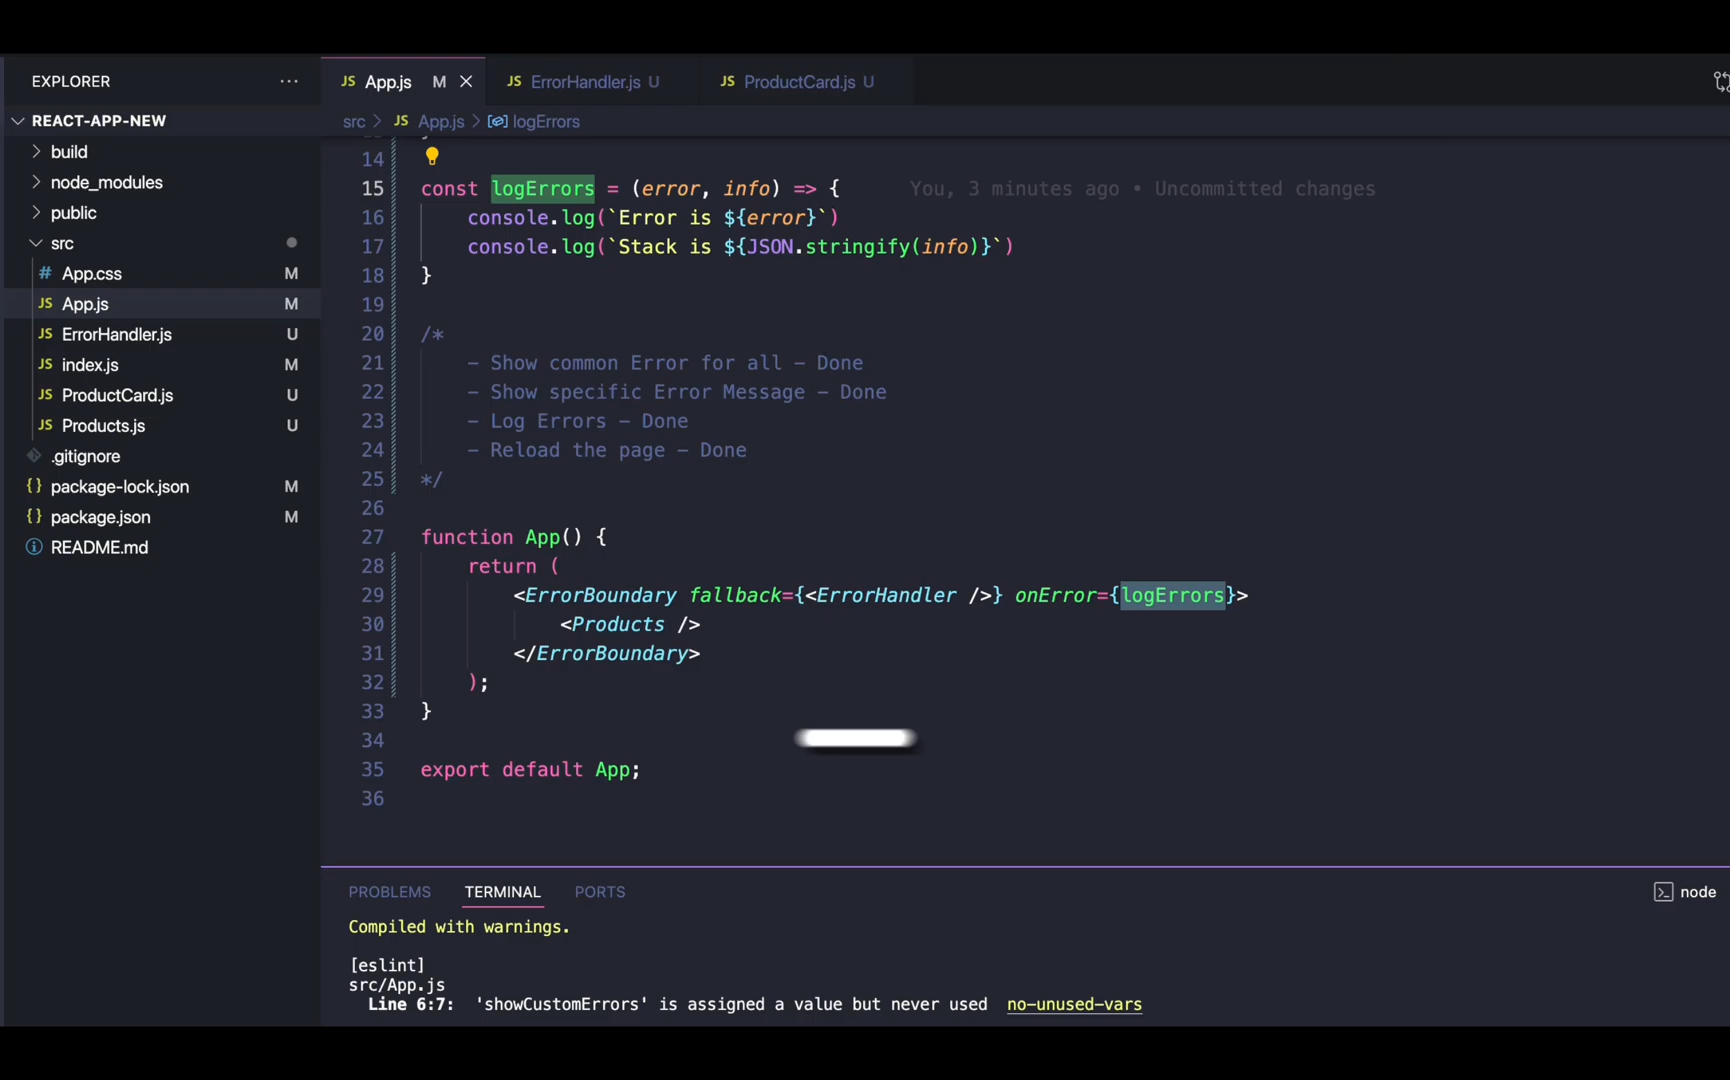 EXPLORER
REACT-APP-NEW
build
node_modules
public
src
# App.css M
JS App.js M
JS ErrorHandler.js U
JS index.js M
JS ProductCard.js U
JS Products.js U
.gitignore
{} package-lock.json M
{} package.json M
README.md
JS App.js M
JS ErrorHandler.js U
JS ProductCard.js U
src > JS App.js > logErrors
14
15 const logErrors = (error, info) => { You, 3 minutes ago • Uncommitted changes
16 console.log(`Error is ${error}`)
17 console.log(`Stack is ${JSON.stringify(info)}`)
18 }
19
20 /*
21 - Show common Error for all - Done
22 - Show specific Error Message - Done
23 - Log Errors - Done
24 - Reload the page - Done
25 */
26
27 function App() {
28 return (
29 <ErrorBoundary fallback={<ErrorHandler />} onError={logErrors}>
30 <Products />
31 </ErrorBoundary>
32 );
33 }
34
35 export default App;
36
PROBLEMS TERMINAL PORTS
node
Compiled with warnings.
[eslint]
src/App.js
Line 6:7: 'showCustomErrors' is assigned a value but never used no-unused-vars